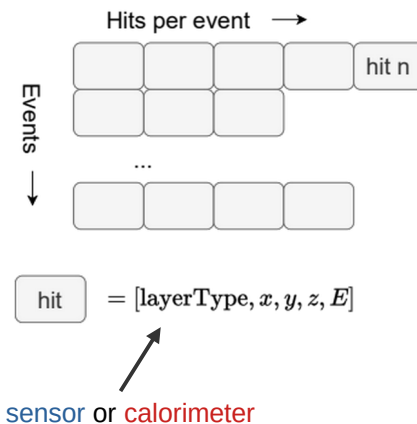 Hits per event
hit n
Events
...
hit = [layerType, x, y, z, E]
sensor or calorimeter